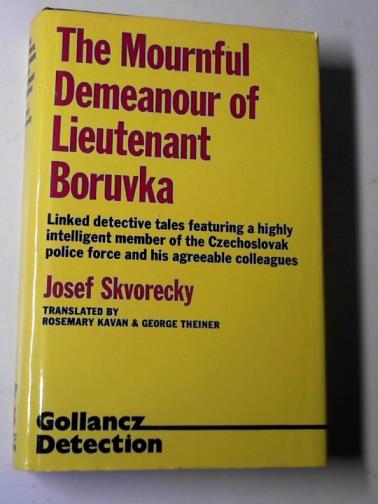 The Mournful
Demeanour of
Lieutenant
Boruvka
Linked detective tales featuring a highly
intelligent member of the Czechoslovak
police force and his agreeable colleagues
Josef Skvorecky
TRANSLATED BY
ROSEMARY KAVAN & GEORGE THEINER
Gollancz
Detection